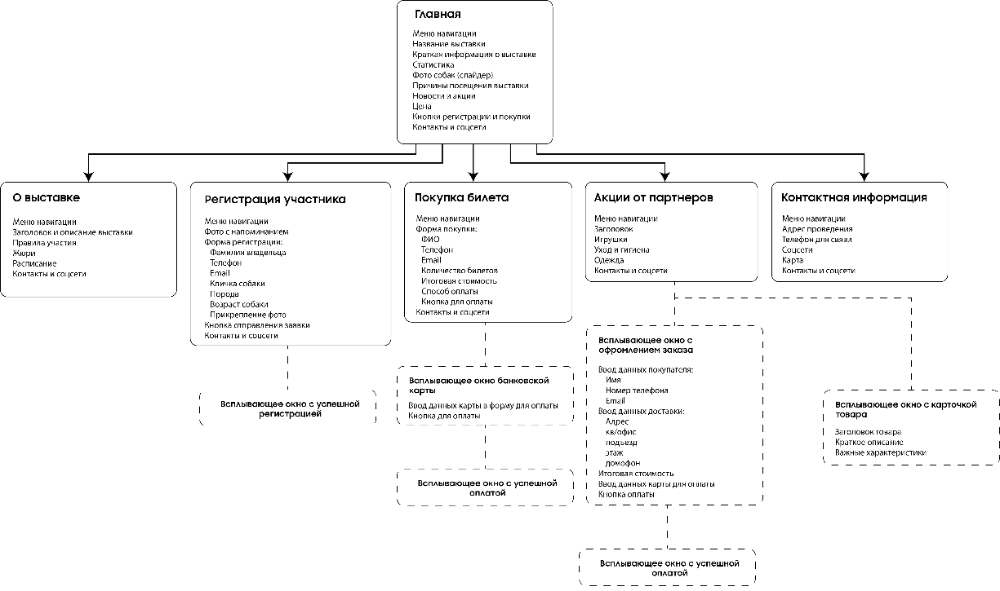 Главная
Меню навигации
Название выставки
Краткая информация о выставке
Статистика
Фото собак (слайдер)
Причины посещения выставки
Новости и акции
Цена
Кнопки регистрации и покупки
Контакты и соцсети
О выставке
Меню навигации
Заголовок и описание выставки
Правила участия
Жюри
Расписание
Контакты и соцсети
Регистрация участника
Меню навигации
Фото с напоминанием
Форма регистрации:
Фамилия владельца
Телефон
Email
Кличка собаки
Порода
Возраст собаки
Прикрепление фото
Кнопка отправления заявки
Контакты и соцсети
Всплывающее окно с успешной
регистрацией
Покупка билета
Меню навигации
Форма покупки:
ФИО
Телефон
Email
Количество билетов
Итоговая стоимость
Способ оплаты
Кнопка для оплаты
Контакты и соцсети
Всплывающее окно банковской
карты
Ввод данных карты в форму для оплаты
Кнопка для оплаты
Всплывающее окно с успешной
оплатой
Акции от партнеров
Меню навигации
Заголовок
Игрушки
Уход и гигиена
Одежда
Контакты и соцсети
Всплывающее окно с
офромлением заказа
Ввод данных покупателя:
Имя
Номер телефона
Email
Ввод данных доставки:
Адрес
кв/офис
подъезд
этаж
домофон
Итоговая стоимость
Ввод данных карты для оплаты
Кнопка оплаты
Всплывающее окно с успешной
оплатой
Контактная информация
Меню навигации
Адрес проведения
Телефон для связи
Соцсети
Карта
Контакты и соцсети
Всплывающее окно с карточкой
товара
Заголовок товара
Краткое описание
Важные характеристики